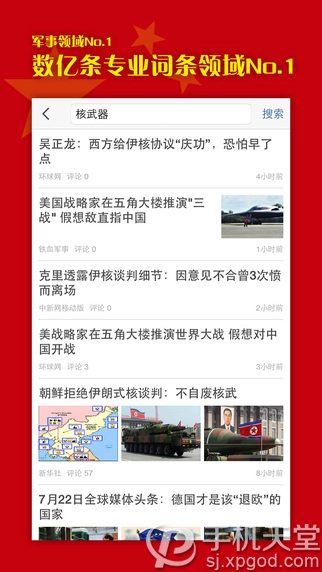 军事领域No.1
数亿条专业词条领域No.1
核武器 搜索
吴正龙：西方给伊核协议“庆功”，恐怕早了
点
环球网 评论 0 4小时前
美国战略家在五角大楼推演"三
战" 假想敌直指中国
铁血军事 评论 0 1小时前
克里透露伊核谈判细节：因意见不合曾3次愤
而离场
中新网移动版 评论 0 2小时前
美战略家在五角大楼推演世界大战 假想对中
国开战
环球网 评论 3 3小时前
朝鲜拒绝伊朗式核谈判：不自废核武
新华社 评论 57 8小时前
7月22日全球媒体头条：德国才是该“退欧”的
国家
手机天堂
sj.xpgod.com